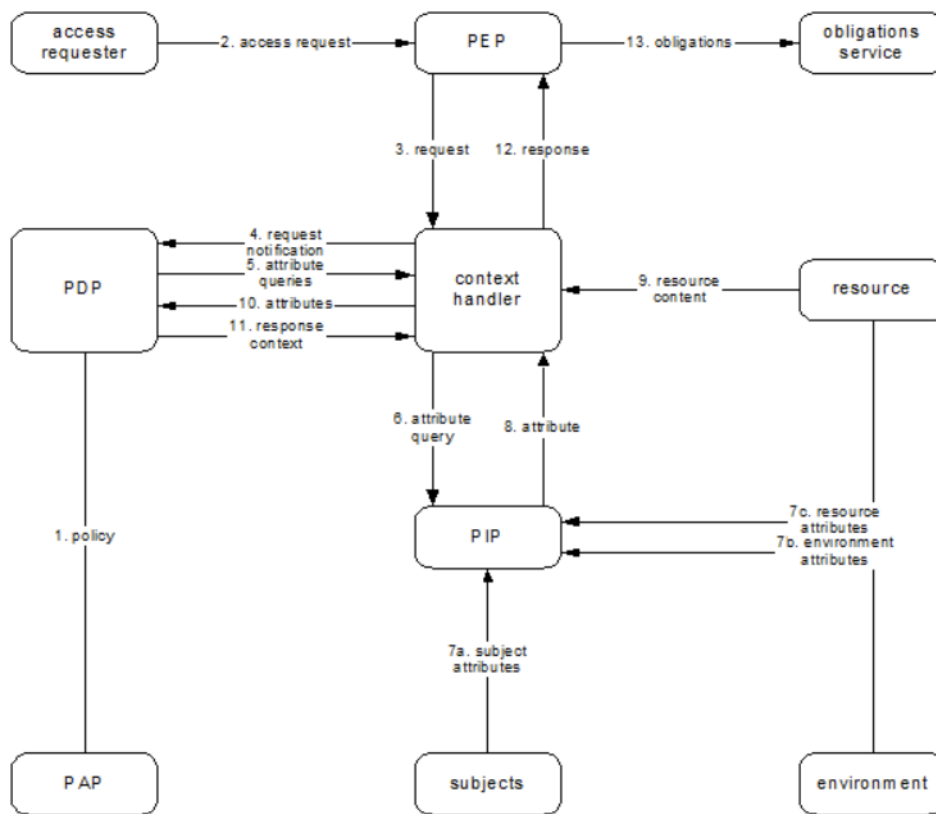 access
requester
2. access request
PEP
13. obligations
obligations
service
3. request
12. response
PDP
4. request
notification
5. attribute
queries
10. attributes
11. response
context
context
handler
9. resource
content
resource
6. attribute
query
8. attribute
1. policy
PIP
7c. resource
attributes
7b. environment
attributes
7a. subject
attributes
PAP
subjects
environment